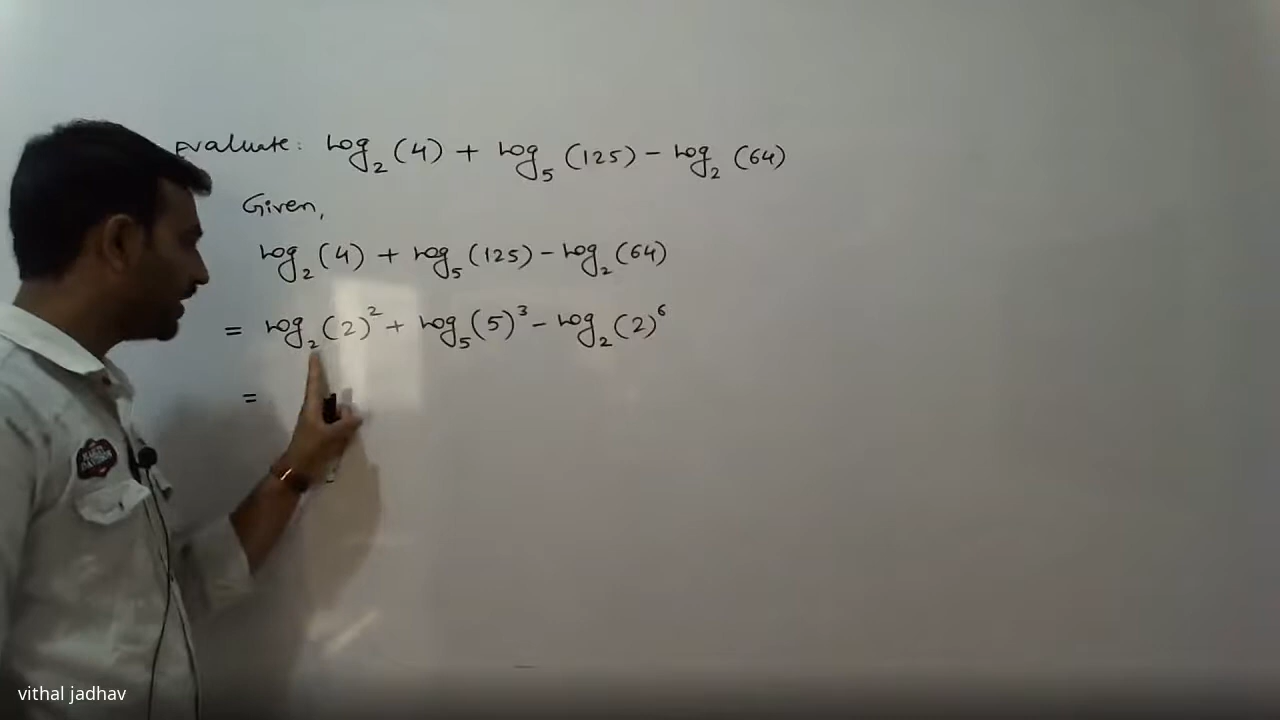 Evaluate: log₂(4) + log₅(125) - log₂(64)
Given,
log₂(4) + log₅(125) - log₂(64)
= log₂(2)² + log₅(5)³ - log₂(2)⁶
=
vithal jadhav